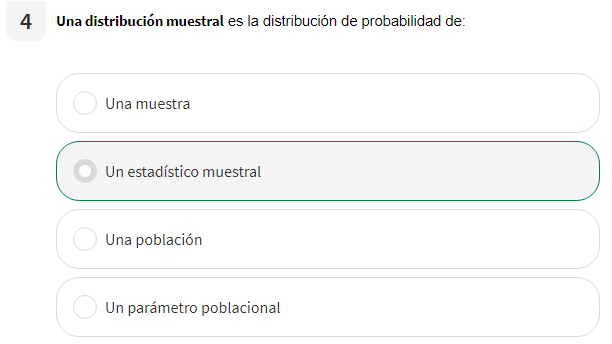 4 Una distribución muestral es la distribución de probabilidad de:
Una muestra
Un estadístico muestral
Una población
Un parámetro poblacional